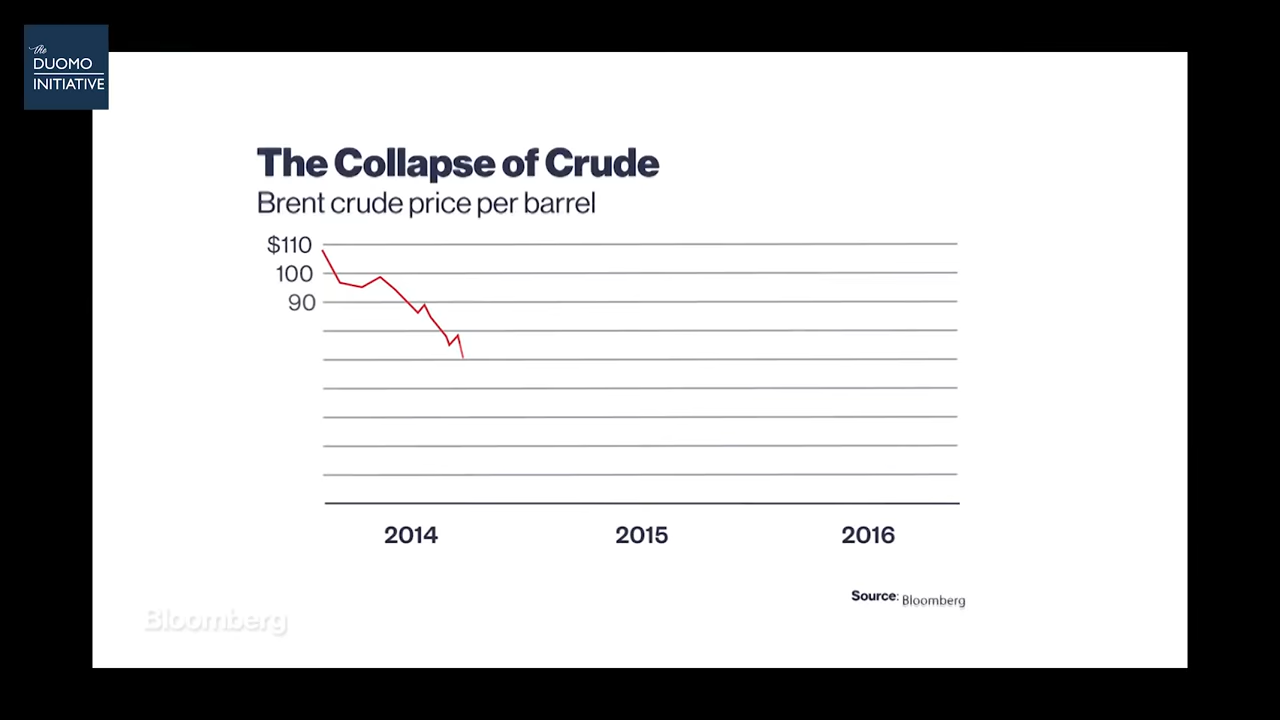 The
DUOMO
INITIATIVE
The Collapse of Crude
Brent crude price per barrel
$110
100
90
2014 2015 2016
Source: Bloomberg
Bloomberg